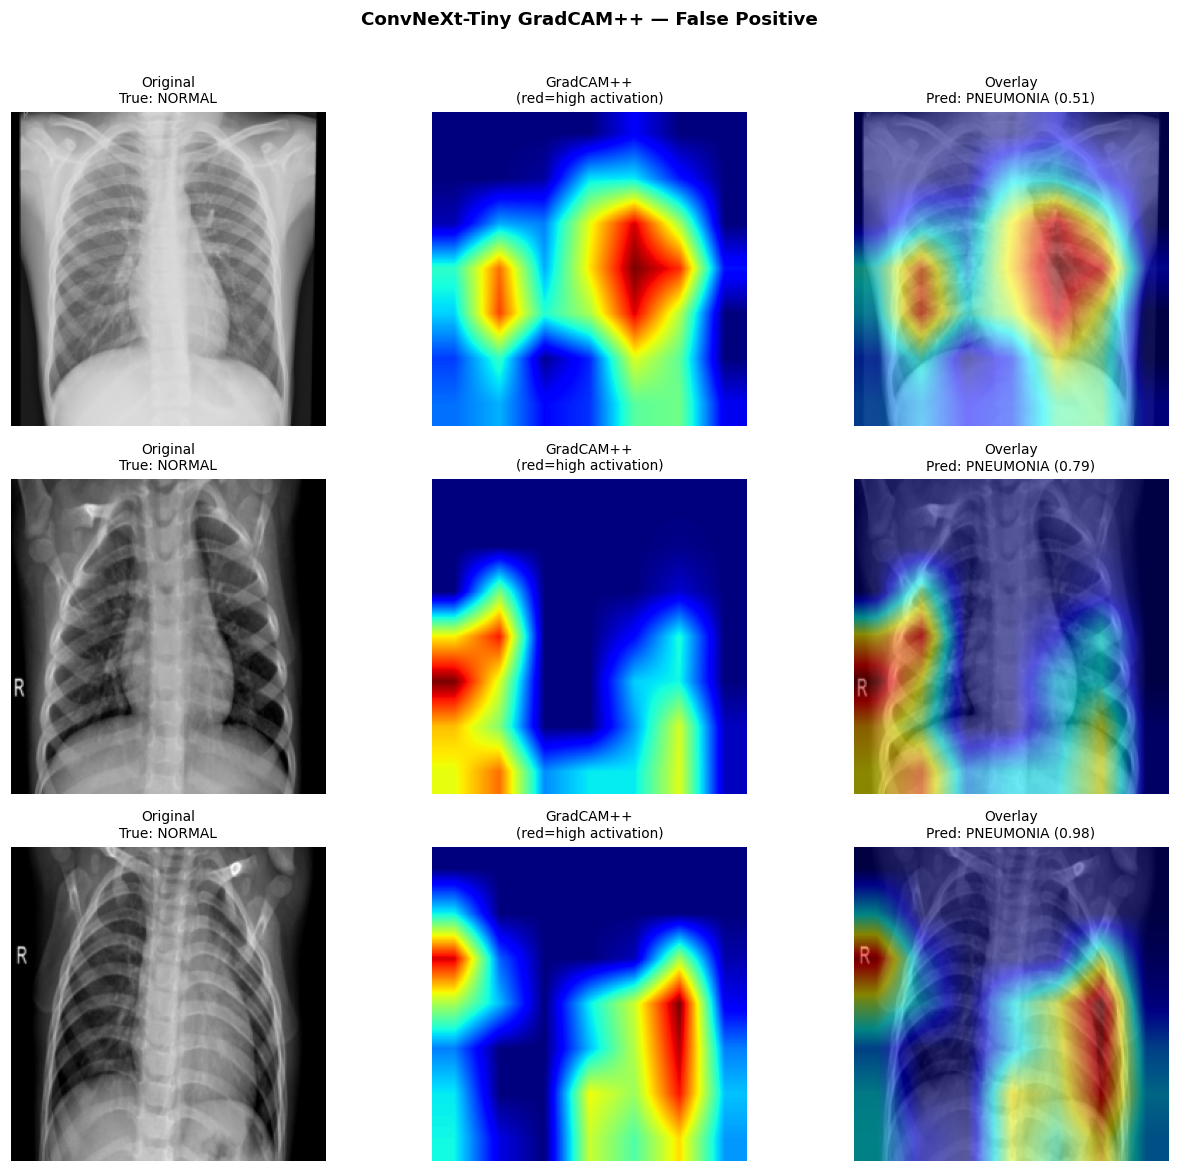 ConvNeXt-Tiny GradCAM++ — False Positive
Original
True: NORMAL
GradCAM++
(red=high activation)
Overlay
Pred: PNEUMONIA (0.51)
Original
True: NORMAL
GradCAM++
(red=high activation)
Overlay
Pred: PNEUMONIA (0.79)
R
R
Original
True: NORMAL
GradCAM++
(red=high activation)
Overlay
Pred: PNEUMONIA (0.98)
R
R